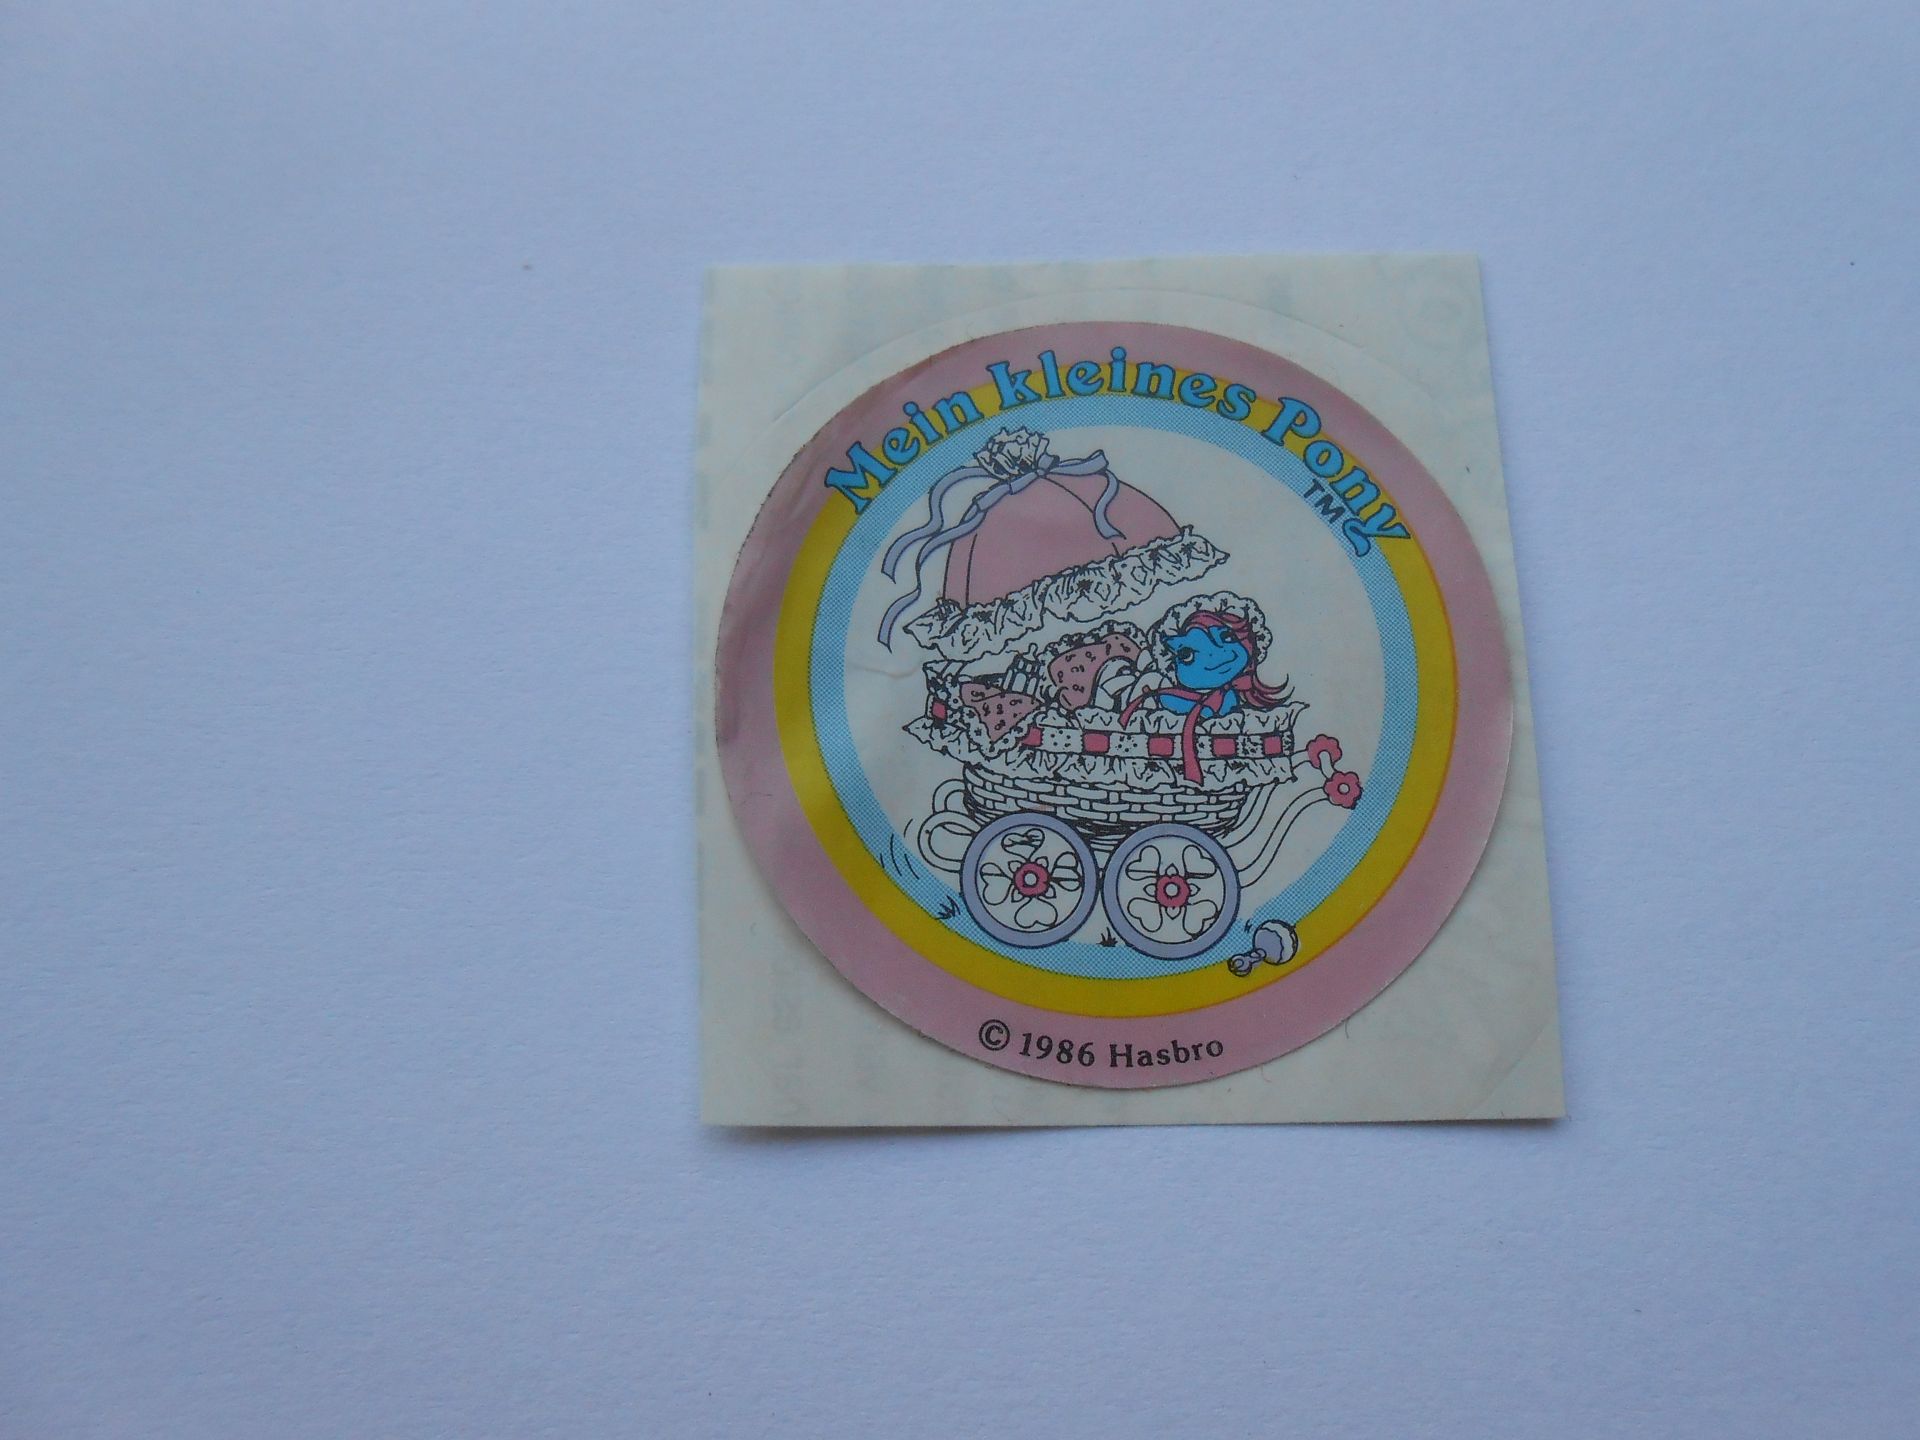 Mein kleines Pony
TM
© 1986 Hasbro